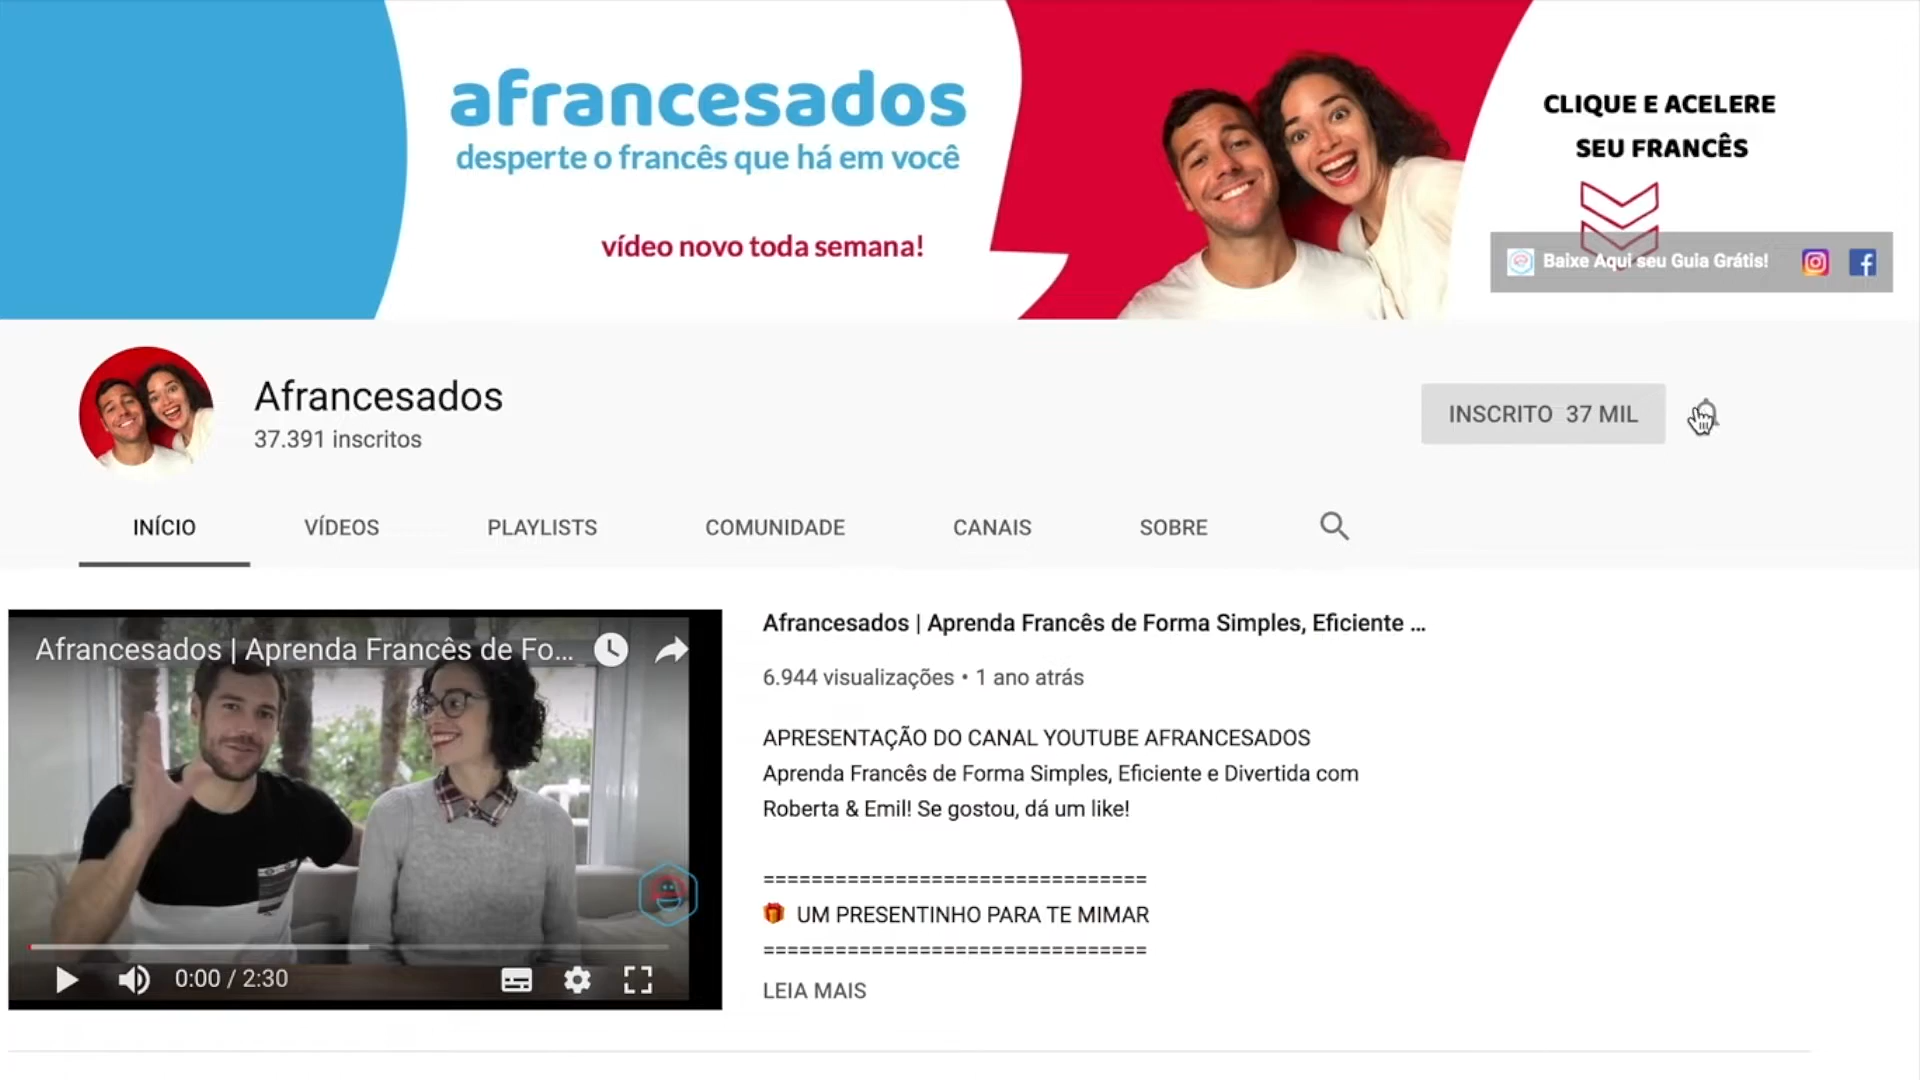 afrancesados
desperte o francês que há em você
vídeo novo toda semana!
CLIQUE E ACELERE
SEU FRANCÊS
Baixe Aqui seu Guia Grátis!
Afrancesados
37.391 inscritos
INSCRITO 37 MIL
INÍCIO VÍDEOS PLAYLISTS COMUNIDADE CANAIS SOBRE
Afrancesados | Aprenda Francês de Fo...
0:00 / 2:30
Afrancesados | Aprenda Francês de Forma Simples, Eficiente ...
6.944 visualizações • 1 ano atrás
APRESENTAÇÃO DO CANAL YOUTUBE AFRANCESADOS
Aprenda Francês de Forma Simples, Eficiente e Divertida com
Roberta & Emil! Se gostou, dá um like!
================================
🎁 UM PRESENTINHO PARA TE MIMAR
================================
LEIA MAIS